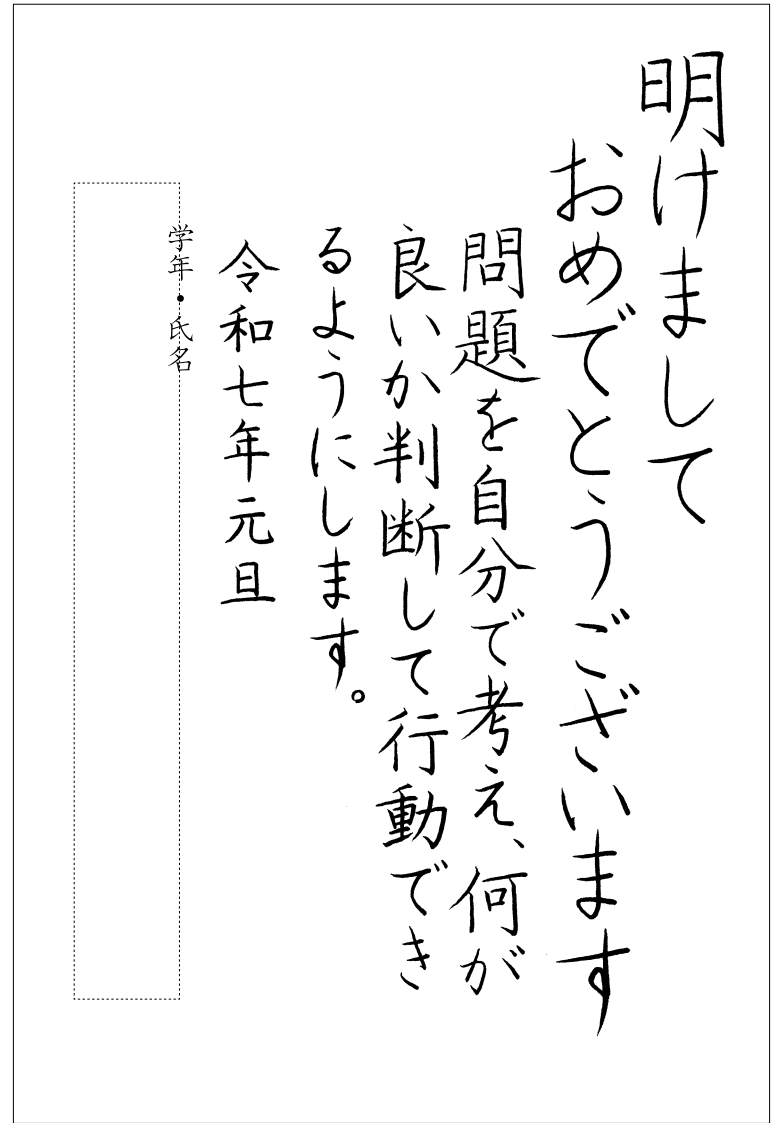 明けまして
おめでとうございます
問題を自分で考え、何が
良いか判断して行動でき
るようにします。
令和七年元旦
学年・氏名